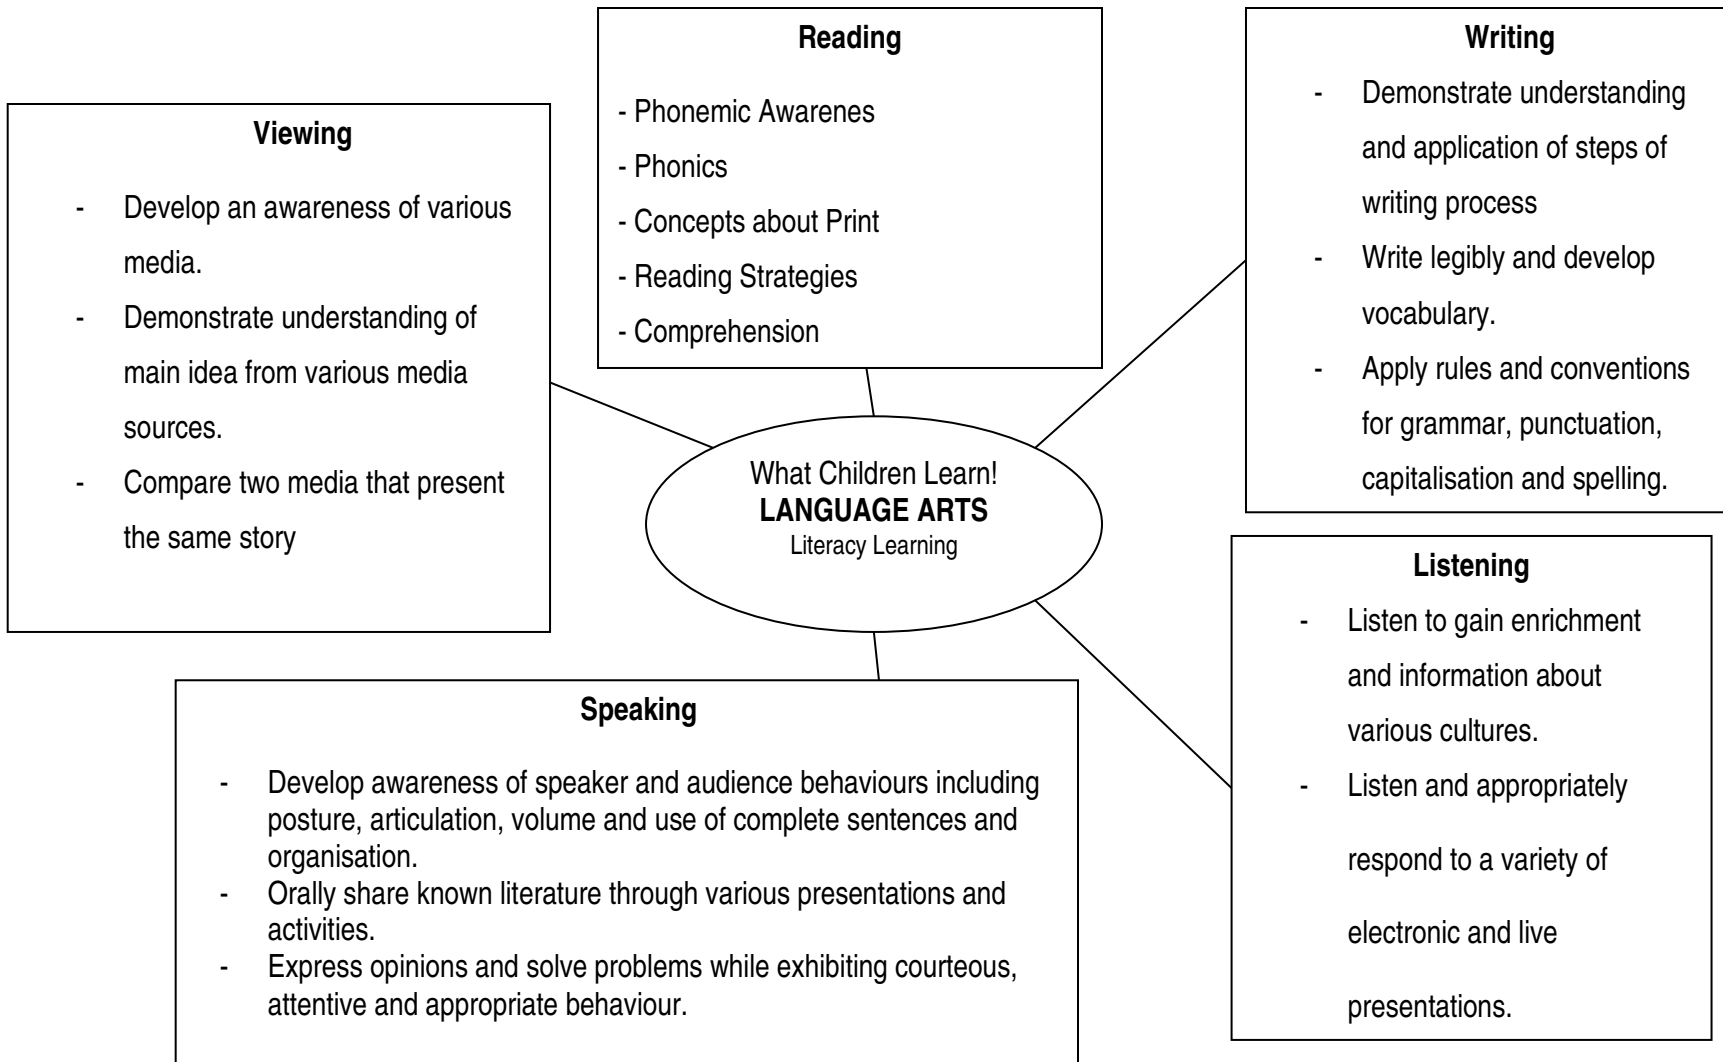 Reading
- Phonemic Awarenes
- Phonics
- Concepts about Print
- Reading Strategies
- Comprehension
Writing
- Demonstrate understanding
and application of steps of
writing process
- Write legibly and develop
vocabulary.
- Apply rules and conventions
for grammar, punctuation,
capitalisation and spelling.
Viewing
- Develop an awareness of various
media.
- Demonstrate understanding of
main idea from various media
sources.
- Compare two media that present
the same story
What Children Learn!
LANGUAGE ARTS
Literacy Learning
Listening
- Listen to gain enrichment
and information about
various cultures.
- Listen and appropriately
respond to a variety of
electronic and live
presentations.
Speaking
- Develop awareness of speaker and audience behaviours including
posture, articulation, volume and use of complete sentences and
organisation.
- Orally share known literature through various presentations and
activities.
- Express opinions and solve problems while exhibiting courteous,
attentive and appropriate behaviour.